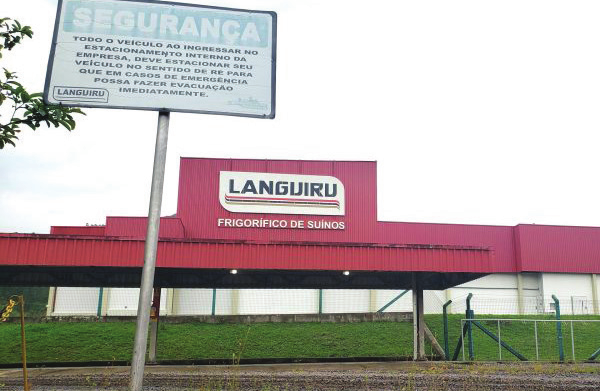 SEGURANÇA
TODO O VEÍCULO AO INGRESSAR NO
ESTACIONAMENTO INTERNO DA
EMPRESA, DEVE ESTACIONAR SEU
VEÍCULO NO SENTIDO DE RÉ PARA
QUE EM CASOS DE EMERGÊNCIA
POSSA FAZER EVACUAÇÃO
IMEDIATAMENTE.
LANGUIRU
LANGUIRU
FRIGORÍFICO DE SUÍNOS